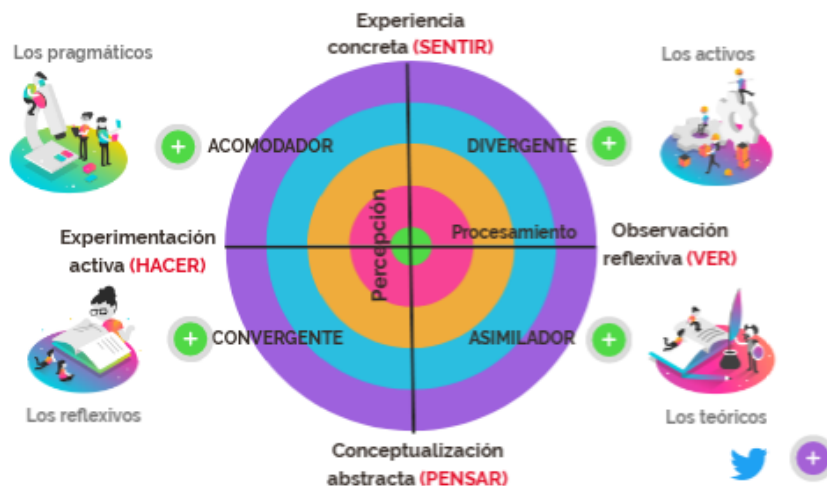 Experiencia
concreta (SENTIR)
Los pragmáticos
Los activos
ACOMODADOR
DIVERGENTE
Percepción
Procesamiento
Experimentación
activa (HACER)
Observación
reflexiva (VER)
CONVERGENTE
ASIMILADOR
Los reflexivos
Los teóricos
Conceptualización
abstracta (PENSAR)